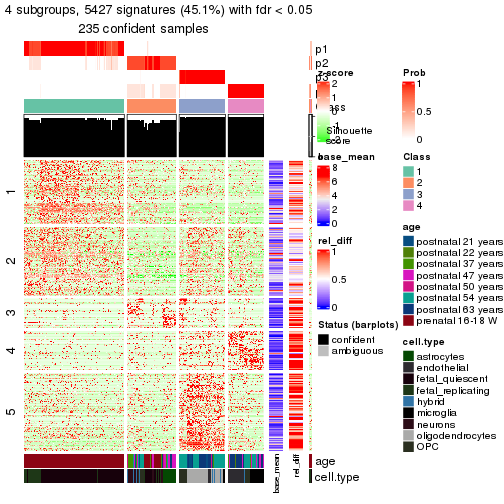 4 subgroups, 5427 signatures (45.1%) with fdr < 0.05
235 confident samples
p1
p2
p3
z-score
2
1
0
-1
-2
Silhouette
score
Prob
1
0.5
0
base_mean
8
6
4
2
0
Class
1
2
3
4
rel_diff
1
0.5
0
age
postnatal 21 years
postnatal 22 years
postnatal 37 years
postnatal 47 years
postnatal 50 years
postnatal 54 years
postnatal 63 years
prenatal 16-18 W
Status (barplots)
confident
ambiguous
cell.type
astrocytes
endothelial
fetal_quiescent
fetal_replicating
hybrid
microglia
neurons
oligodendrocytes
OPC
1
2
3
4
5
age
cell.type
base_mean
rel_diff